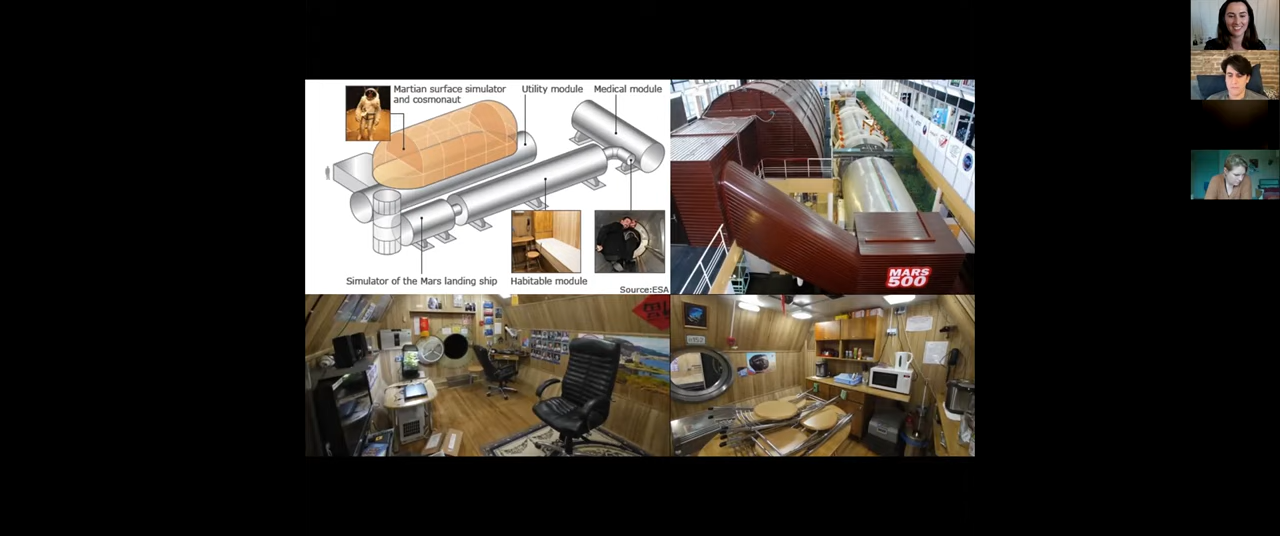 Martian surface simulator
and cosmonaut
Utility module
Medical module
Simulator of the Mars landing ship
Habitable module
Source:ESA
MARS
500